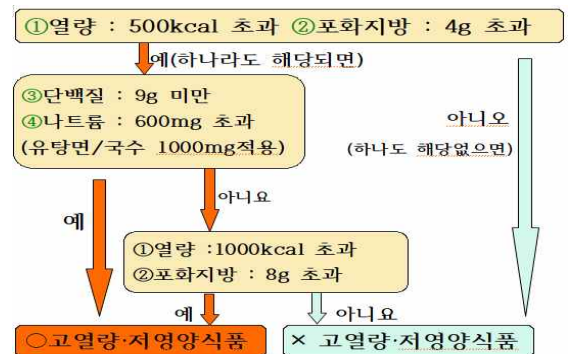 ①열량 : 500kcal 초과 ②포화지방 : 4g 초과
예(하나라도 해당되면)
③단백질 : 9g 미만
④나트륨 : 600mg 초과
(유탕면/국수 1000mg적용)
아니오
(하나도 해당없으면)
아니요
예
①열량 :1000kcal 초과
②포화지방 : 8g 초과
예
아니요
○고열량·저영양식품
× 고열량·저영양식품